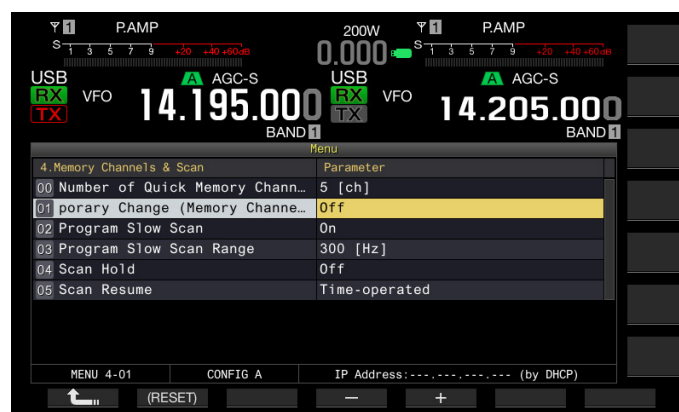 1 P.AMP 200W 1 P.AMP
S 1 3 5 7 9 +20 +40 +60dB 0.000 S 1 3 5 7 9 +20 +40 +60dB
USB A AGC-S USB A AGC-S
RX VFO 14.195.000 RX VFO 14.205.000
TX TX
BAND 1 BAND 1
Menu
4.Memory Channels & Scan Parameter
00 Number of Quick Memory Chann… 5 [ch]
01 porary Change (Memory Channe… Off
02 Program Slow Scan On
03 Program Slow Scan Range 300 [Hz]
04 Scan Hold Off
05 Scan Resume Time-operated
MENU 4-01 CONFIG A IP Address:---.---.---.--- (by DHCP)
(RESET) − +